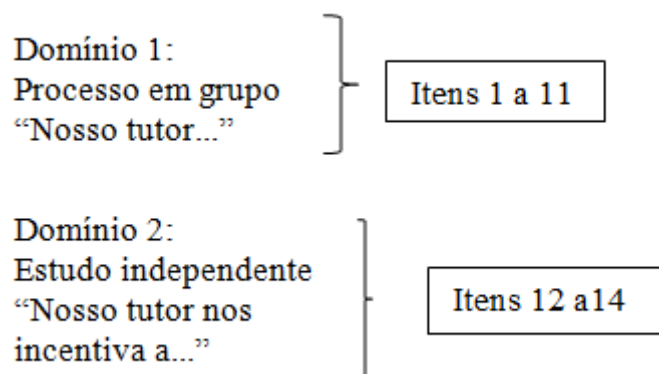 Domínio 1:
Processo em grupo
“Nosso tutor...”
Itens 1 a 11
Domínio 2:
Estudo independente
“Nosso tutor nos
incentiva a...”
Itens 12 a14